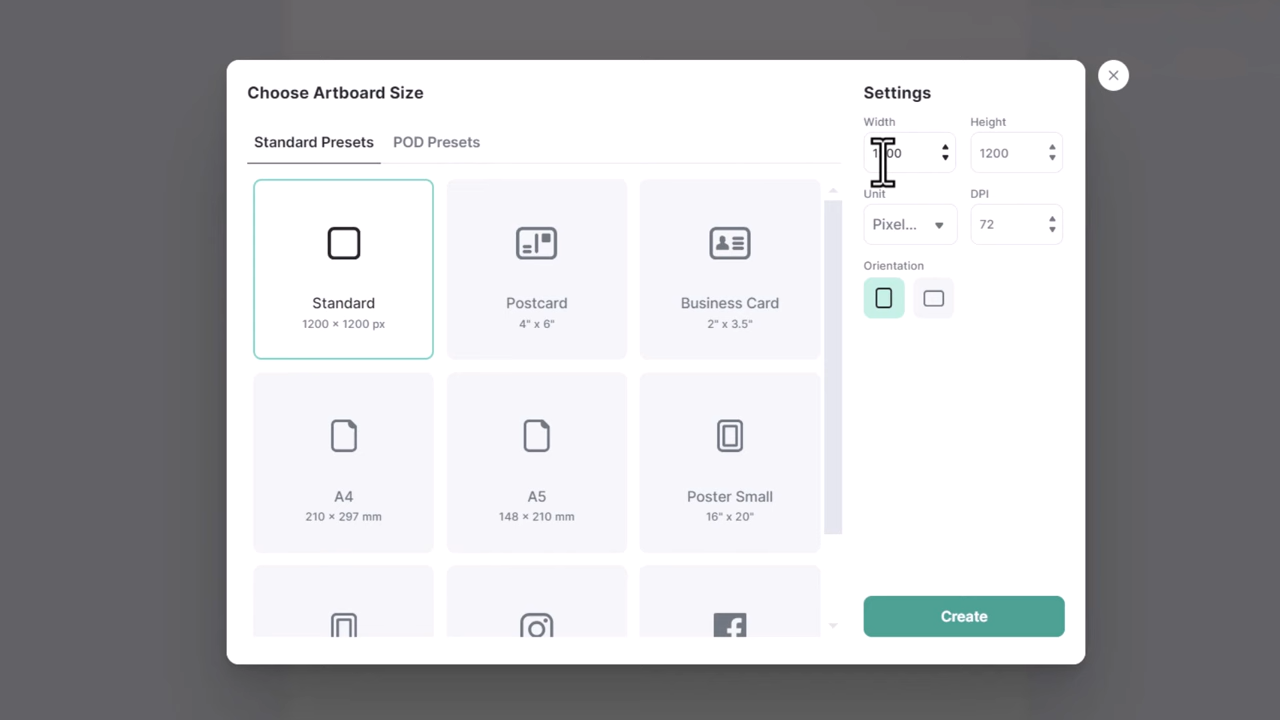 Choose Artboard Size
Standard Presets
POD Presets
Standard
1200 × 1200 px
Postcard
4" x 6"
Business Card
2" x 3.5"
A4
210 × 297 mm
A5
148 × 210 mm
Poster Small
16" x 20"
Settings
Width
Height
1200
Unit
DPI
Pixel...
72
Orientation
Create